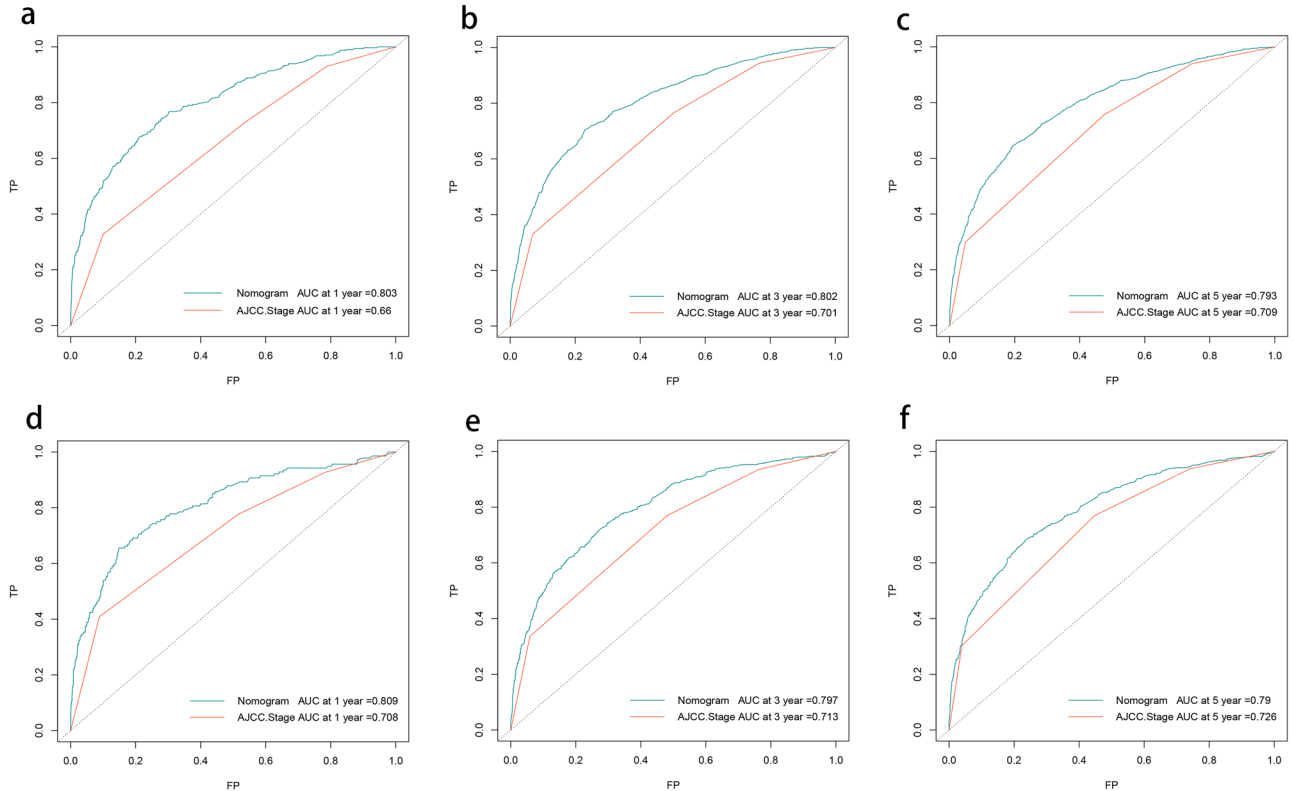 a
1.0
0.8
0.6
0.4
0.2
0.0
TP
Nomogram AUC at 1 year =0.803
AJCC.Stage AUC at 1 year =0.66
0.0 0.2 0.4 0.6 0.8 1.0
FP
b
1.0
0.8
0.6
0.4
0.2
0.0
TP
Nomogram AUC at 3 year =0.802
AJCC.Stage AUC at 3 year =0.701
0.0 0.2 0.4 0.6 0.8 1.0
FP
c
1.0
0.8
0.6
0.4
0.2
0.0
TP
Nomogram AUC at 5 year =0.793
AJCC.Stage AUC at 5 year =0.709
0.0 0.2 0.4 0.6 0.8 1.0
FP
d
1.0
0.8
0.6
0.4
0.2
0.0
TP
Nomogram AUC at 1 year =0.809
AJCC.Stage AUC at 1 year =0.708
0.0 0.2 0.4 0.6 0.8 1.0
FP
e
1.0
0.8
0.6
0.4
0.2
0.0
TP
Nomogram AUC at 3 year =0.797
AJCC.Stage AUC at 3 year =0.713
0.0 0.2 0.4 0.6 0.8 1.0
FP
f
1.0
0.8
0.6
0.4
0.2
0.0
TP
Nomogram AUC at 5 year =0.79
AJCC.Stage AUC at 5 year =0.726
0.0 0.2 0.4 0.6 0.8 1.0
FP